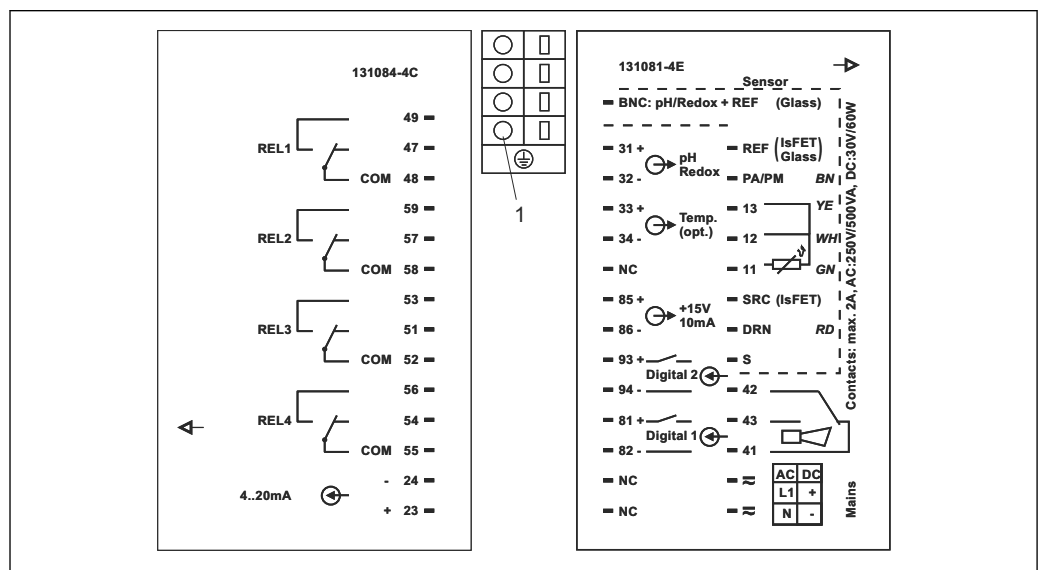 131084-4C
49
REL1 47
COM 48
59
REL2 57
COM 58
53
REL3 51
COM 52
56
REL4 54
COM 55
- 24
4..20mA
+ 23
1
131081-4E
Sensor
BNC: pH/Redox + REF (Glass)
31 +
pH
Redox
32 -
33 +
Temp.
(opt.)
34 -
NC
85 +
+15V
10mA
86 -
93 +
Digital 2
94 -
81 +
Digital 1
82 -
NC
NC
REF (IsFET
Glass)
PA/PM BN
13 YE
12 WH
11 GN
SRC (IsFET)
DRN RD
S
42
43
41
AC DC
L1 +
N -
Contacts: max. 2A, AC:250V/500VA, DC:30V/60W
Mains